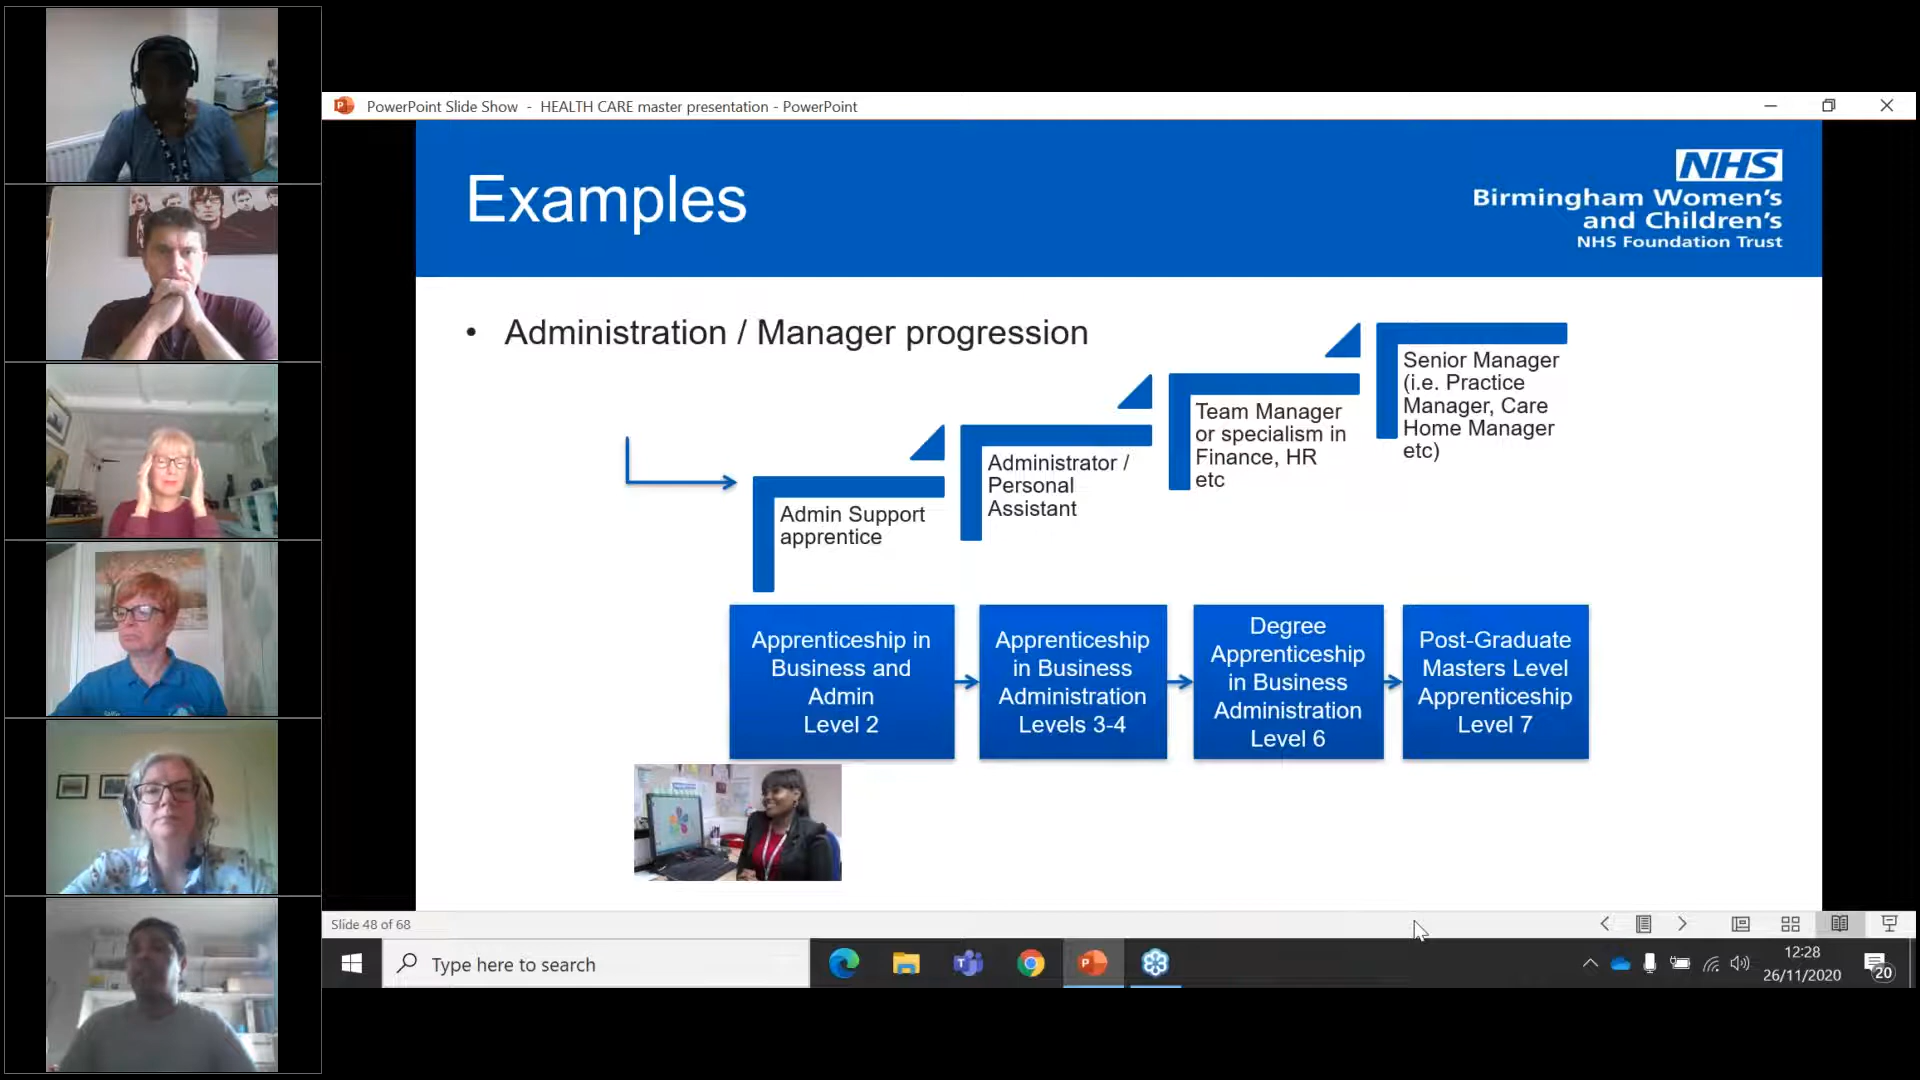 PowerPoint Slide Show - HEALTH CARE master presentation - PowerPoint
Examples
NHS
Birmingham Women's
and Children's
NHS Foundation Trust
• Administration / Manager progression
Senior Manager
(i.e. Practice
Manager, Care
Home Manager
etc)
Team Manager
or specialism in
Finance, HR
etc
Administrator /
Personal
Assistant
Admin Support
apprentice
Apprenticeship in
Business and
Admin
Level 2
Apprenticeship
in Business
Administration
Levels 3-4
Degree
Apprenticeship
in Business
Administration
Level 6
Post-Graduate
Masters Level
Apprenticeship
Level 7
Slide 48 of 68
Type here to search
12:28
26/11/2020
20